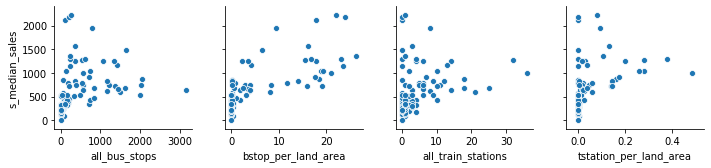 s_median_sales
2000
1500
1000
500
0
0 1000 2000 3000
all_bus_stops
0 10 20
bstop_per_land_area
0 10 20 30
all_train_stations
0.0 0.2 0.4
tstation_per_land_area